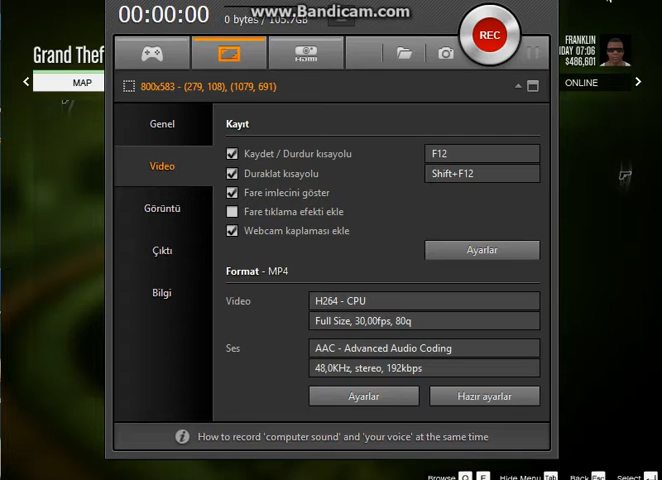 00:00:00
0 bytes / 105.7GB
www.Bandicam.com
REC
Grand Thef
FRANKLIN
IDAY 07:06
$486,601
MAP
ONLINE
HDMI
800x583 - (279, 108), (1079, 691)
Genel
Video
Görüntü
Çıktı
Bilgi
Kayıt
Kaydet / Durdur kısayolu
F12
Duraklat kısayolu
Shift+F12
Fare imlecini göster
Fare tıklama efekti ekle
Webcam kaplaması ekle
Ayarlar
Format - MP4
Video
H264 - CPU
Full Size, 30,00fps, 80q
Ses
AAC - Advanced Audio Coding
48,0KHz, stereo, 192kbps
Ayarlar
Hazır ayarlar
How to record 'computer sound' and 'your voice' at the same time
Browse Q E Hide Menu Tab Back Esc Select